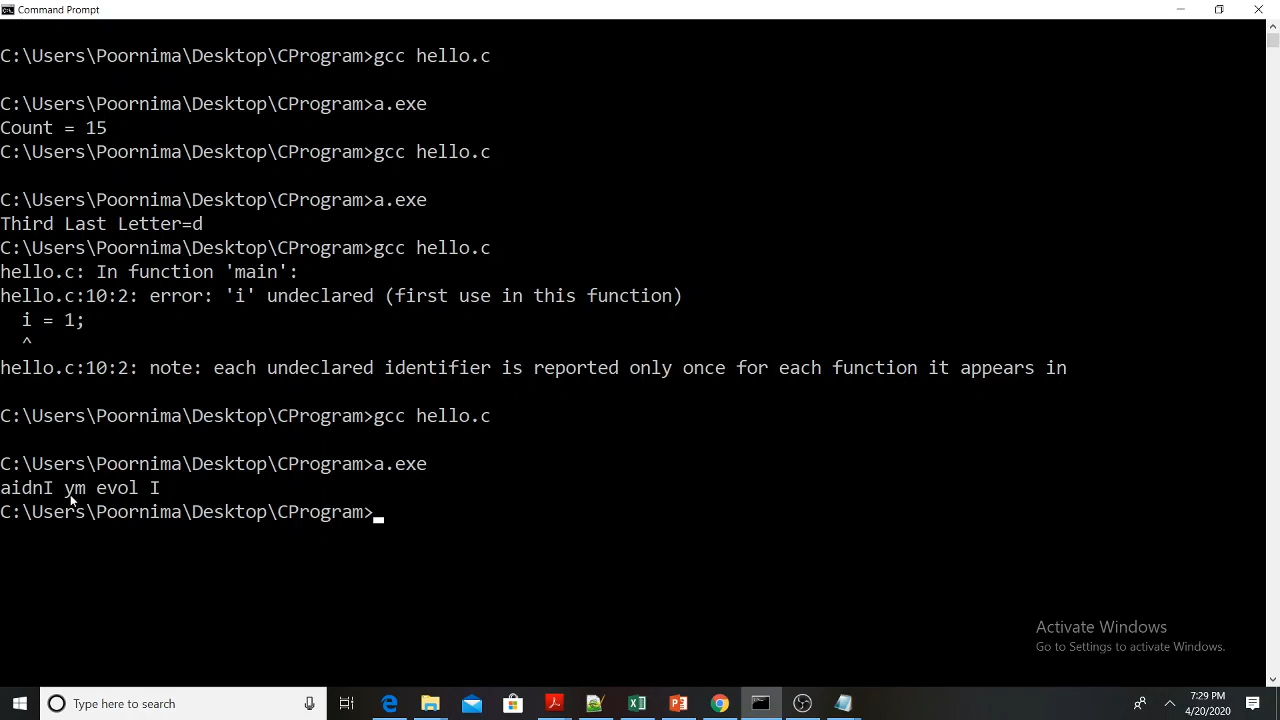 Command Prompt
C:\Users\Poornima\Desktop\CProgram>gcc hello.c
C:\Users\Poornima\Desktop\CProgram>a.exe
Count = 15
C:\Users\Poornima\Desktop\CProgram>gcc hello.c
C:\Users\Poornima\Desktop\CProgram>a.exe
Third Last Letter=d
C:\Users\Poornima\Desktop\CProgram>gcc hello.c
hello.c: In function 'main':
hello.c:10:2: error: 'i' undeclared (first use in this function)
  i = 1;
  ^
hello.c:10:2: note: each undeclared identifier is reported only once for each function it appears in
C:\Users\Poornima\Desktop\CProgram>gcc hello.c
C:\Users\Poornima\Desktop\CProgram>a.exe
aidnI ym evol I
C:\Users\Poornima\Desktop\CProgram>
Activate Windows
Go to Settings to activate Windows.
Type here to search
7:29 PM
4/20/2020